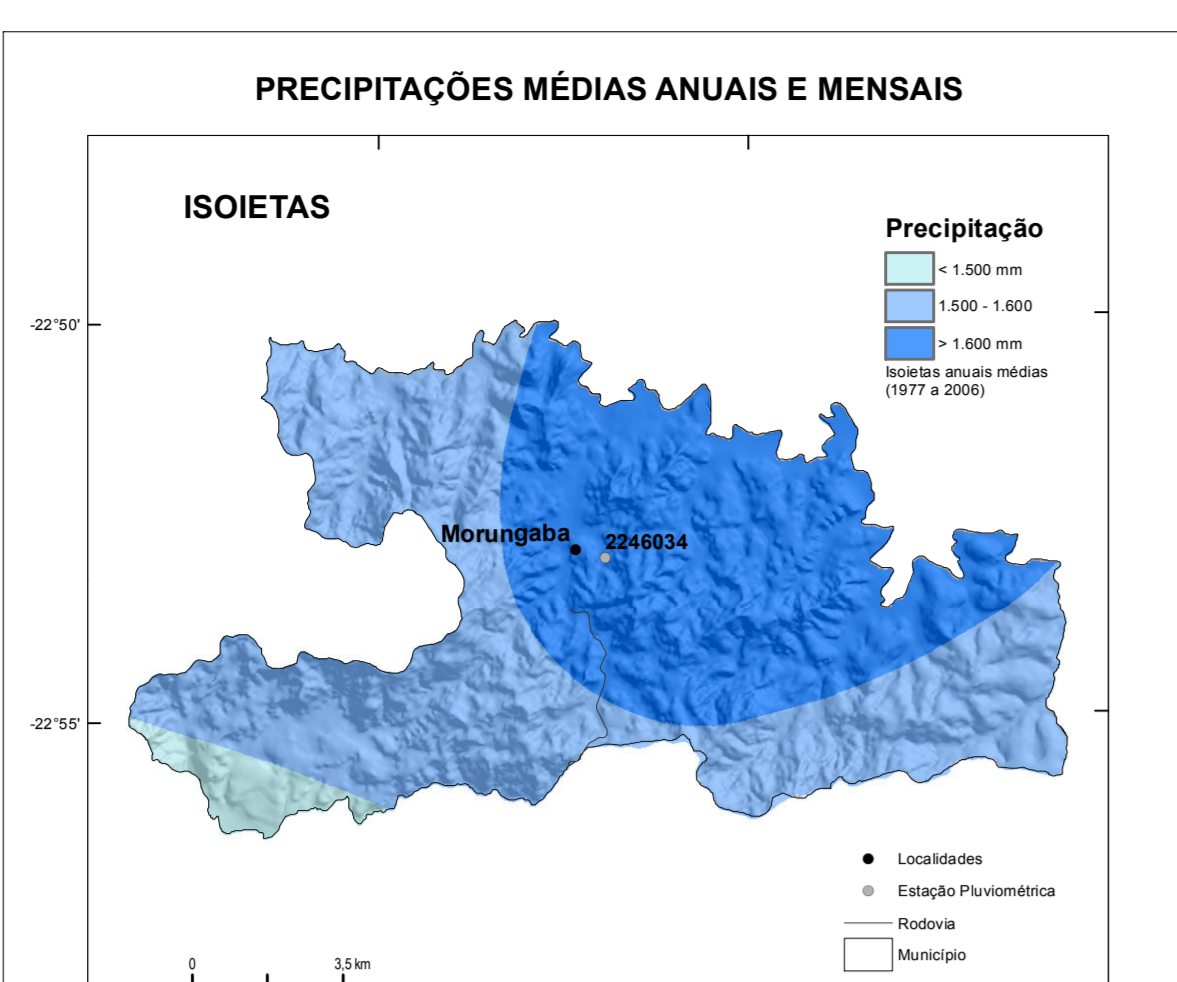 PRECIPITAÇÕES MÉDIAS ANUAIS E MENSAIS
ISOIETAS
Precipitação
< 1.500 mm
1.500 - 1.600
> 1.600 mm
Isoietas anuais médias
(1977 a 2006)
-22°50'
Morungaba
2246034
-22°55'
Localidades
Estação Pluviométrica
Rodovia
Município
0 3,5 km